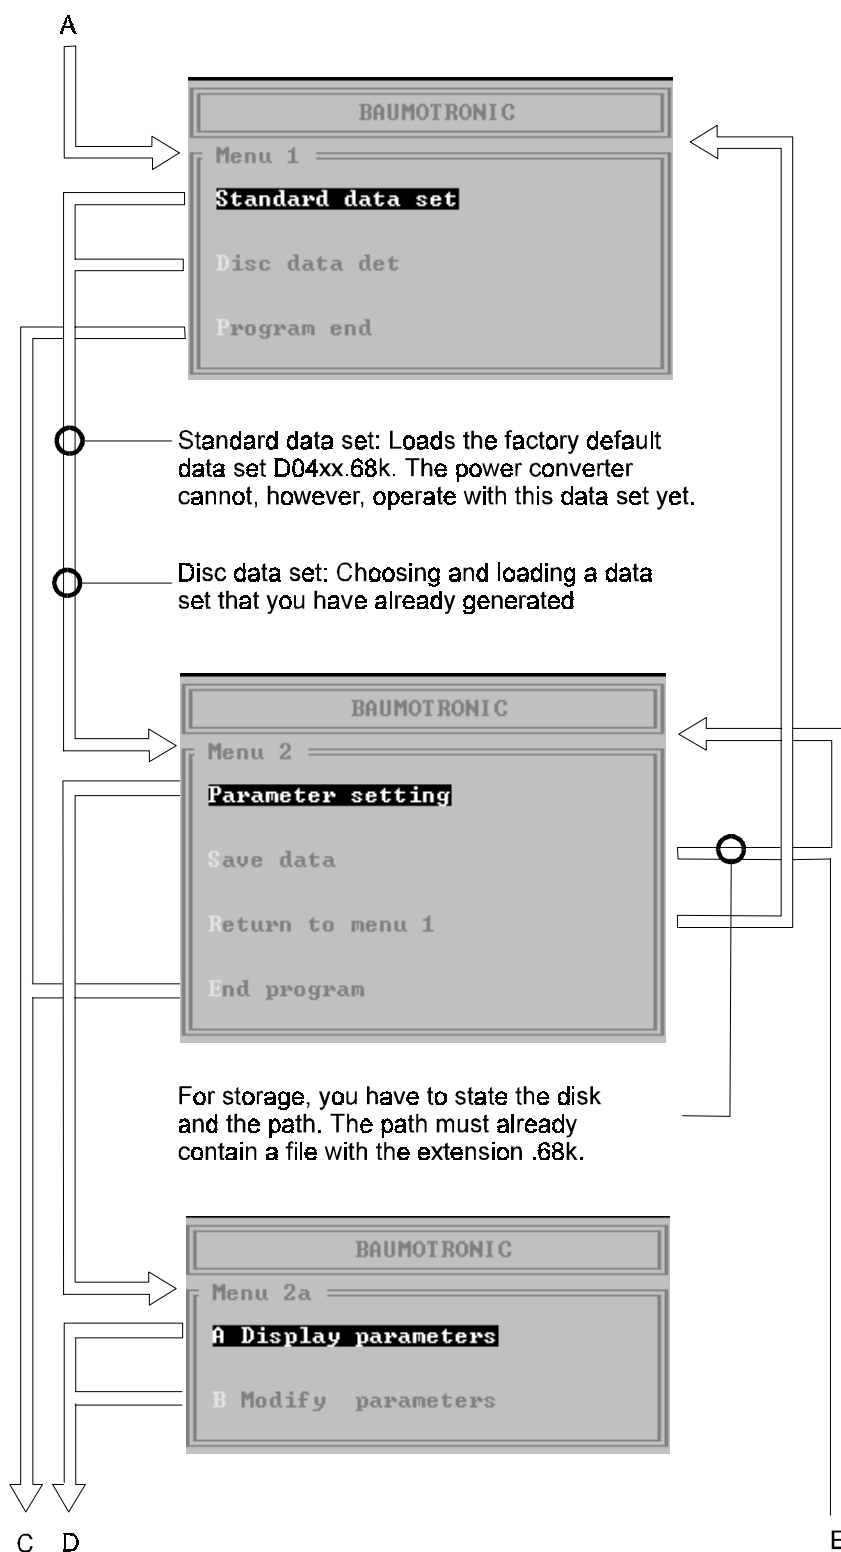 A
BAUMOTRONIC
Menu 1
Standard data set
Disc data det
Program end
Standard data set: Loads the factory default
data set D04xx.68k. The power converter
cannot, however, operate with this data set yet.
Disc data set: Choosing and loading a data
set that you have already generated
BAUMOTRONIC
Menu 2
Parameter setting
Save data
Return to menu 1
End program
For storage, you have to state the disk
and the path. The path must already
contain a file with the extension .68k.
BAUMOTRONIC
Menu 2a
A Display parameters
B Modify parameters
C D E